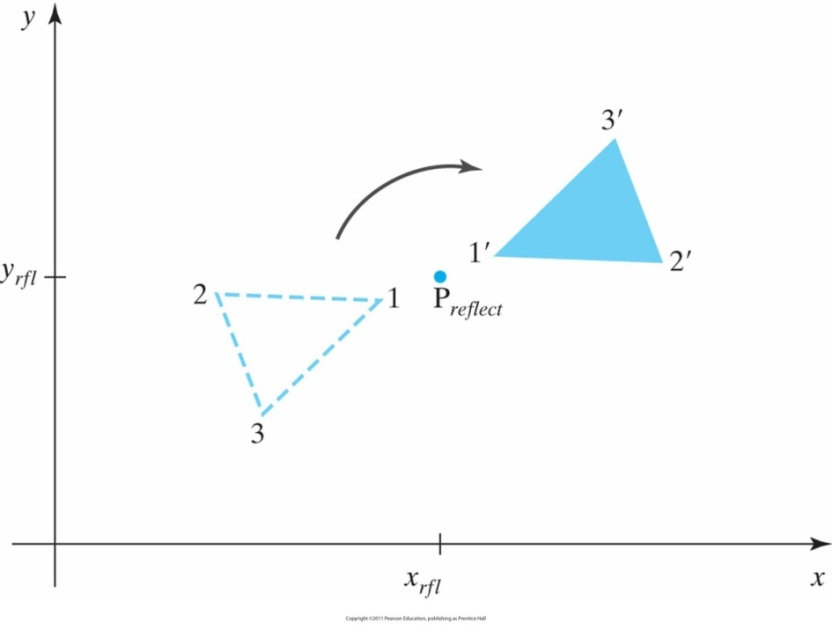 y
3′
1′
2′
y_rfl
2
1
P_reflect
3
x_rfl
x
Copyright ©2011 Pearson Education, publishing as Prentice Hall